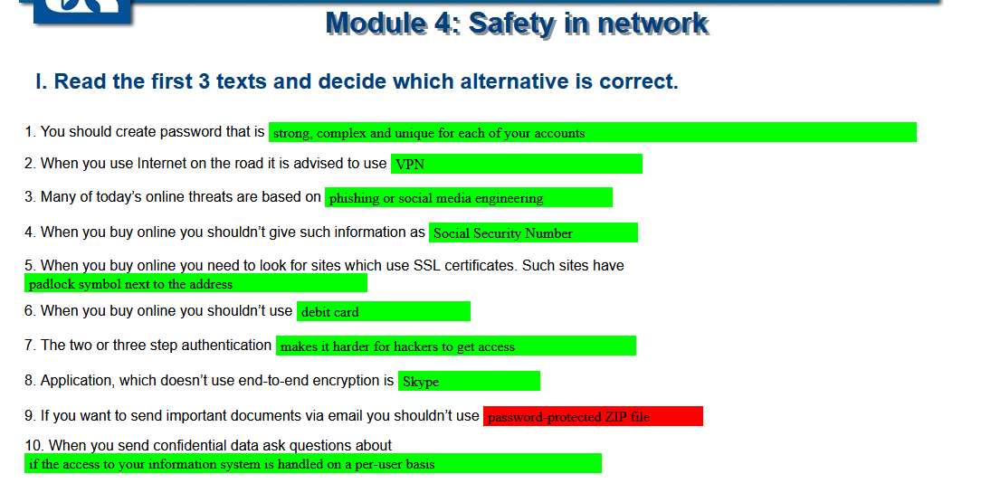 Module 4: Safety in network
I. Read the first 3 texts and decide which alternative is correct.
1. You should create password that is strong, complex and unique for each of your accounts
2. When you use Internet on the road it is advised to use VPN
3. Many of today's online threats are based on phishing or social media engineering
4. When you buy online you shouldn't give such information as Social Security Number
5. When you buy online you need to look for sites which use SSL certificates. Such sites have
padlock symbol next to the address
6. When you buy online you shouldn't use debit card
7. The two or three step authentication makes it harder for hackers to get access
8. Application, which doesn't use end-to-end encryption is Skype
9. If you want to send important documents via email you shouldn't use password-protected ZIP file
10. When you send confidential data ask questions about
if the access to your information system is handled on a per-user basis